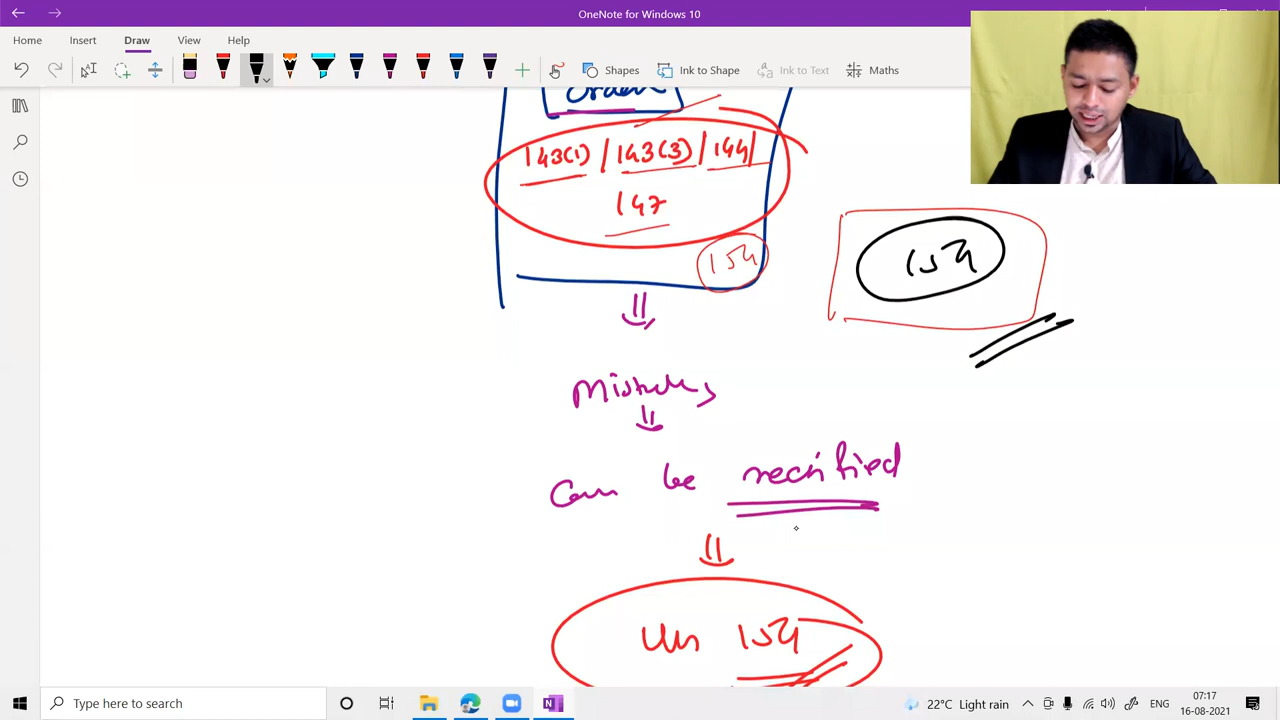 OneNote for Windows 10
Home Insert Draw View Help
Shapes Ink to Shape Ink to Text Maths
Order
143(1) / 143(3) / 144/
147
154
154
Mistakes
Can be rectified
U/s 154
Type here to search
22°C Light rain
ENG
07:17
16-08-2021